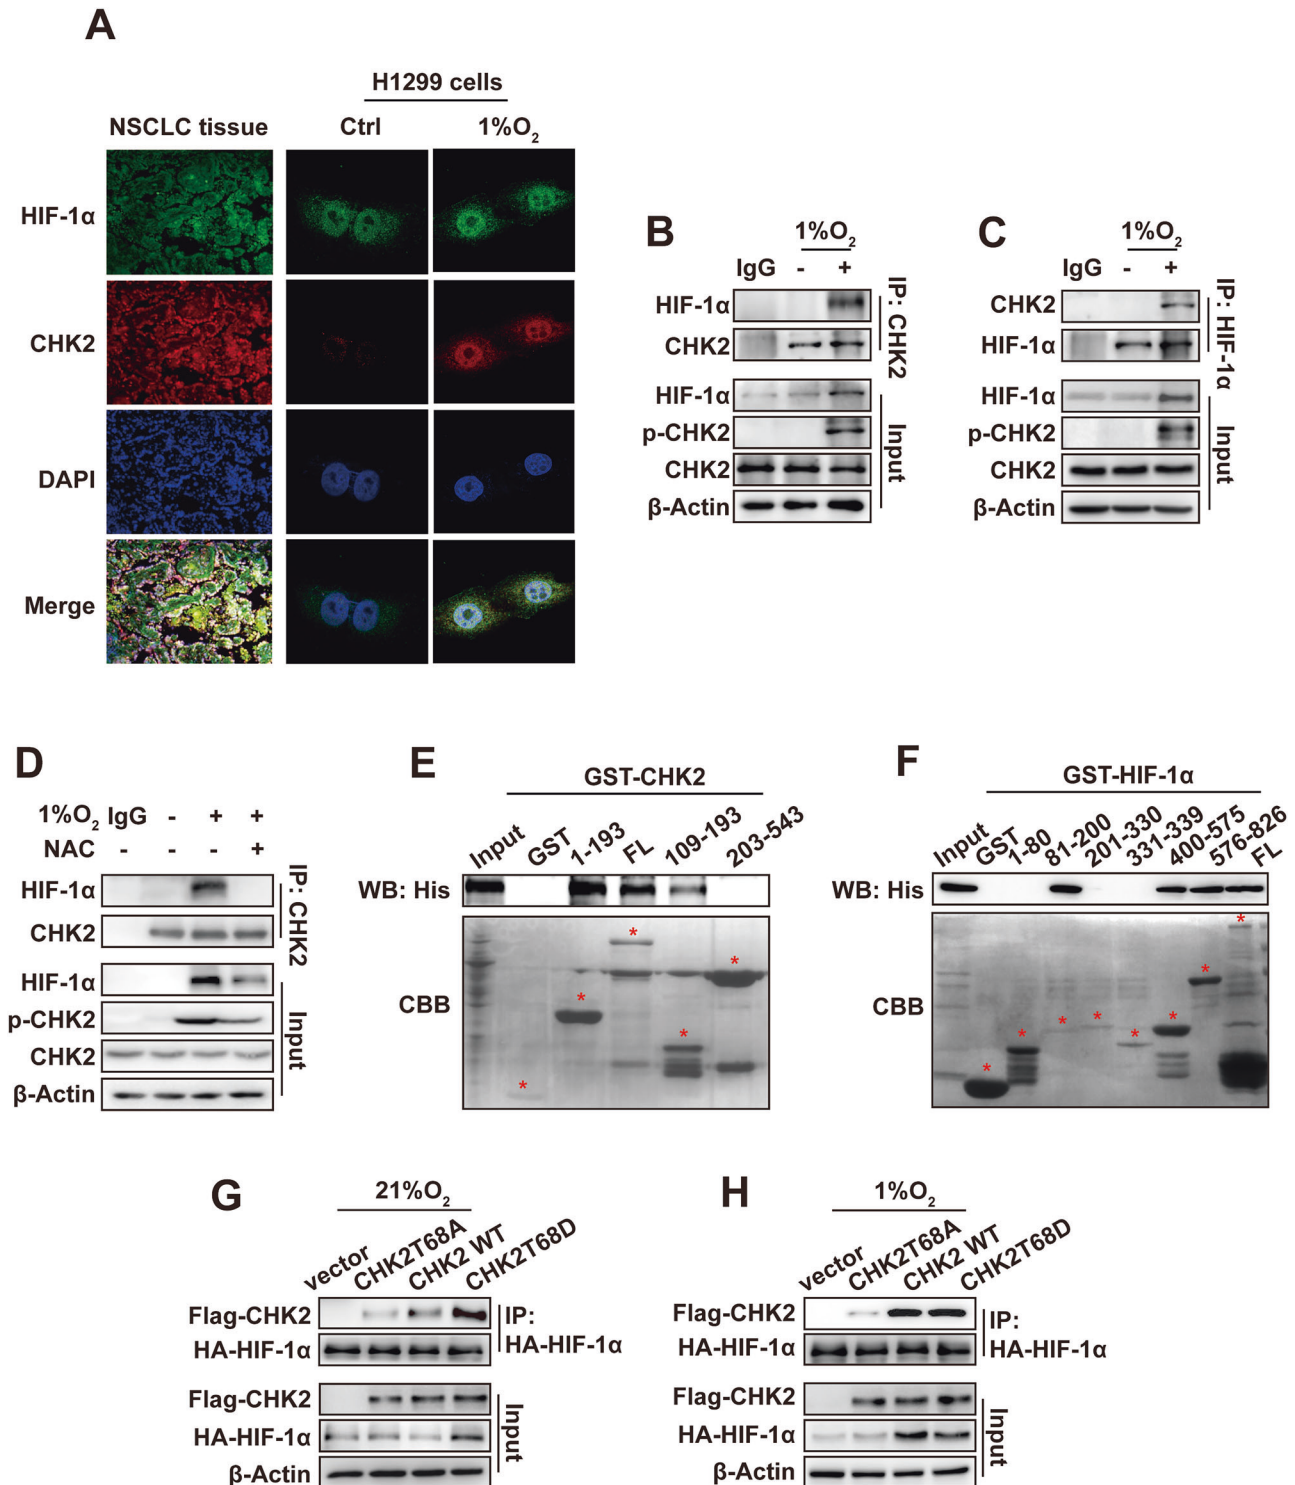 A
H1299 cells
NSCLC tissue Ctrl 1%O₂
HIF-1α
CHK2
DAPI
Merge
B
1%O₂
IgG - +
HIF-1α
CHK2
IP: CHK2
HIF-1α
p-CHK2
CHK2
β-Actin
Input
C
1%O₂
IgG - +
CHK2
HIF-1α
IP: HIF-1α
HIF-1α
p-CHK2
CHK2
β-Actin
Input
D
1%O₂ IgG - + +
NAC - - - +
HIF-1α
CHK2
IP: CHK2
HIF-1α
p-CHK2
CHK2
β-Actin
Input
E
GST-CHK2
Input GST 1-193 FL 109-193 203-543
WB: His
CBB
* * * * *
F
GST-HIF-1α
Input GST 1-80 81-200 201-330 331-339 400-575 576-826 FL
WB: His
CBB
* * * * * * * *
G
21%O₂
vector CHK2T68A CHK2 WT CHK2T68D
Flag-CHK2
HA-HIF-1α
IP:
HA-HIF-1α
Flag-CHK2
HA-HIF-1α
β-Actin
Input
H
1%O₂
vector CHK2T68A CHK2 WT CHK2T68D
Flag-CHK2
HA-HIF-1α
IP:
HA-HIF-1α
Flag-CHK2
HA-HIF-1α
β-Actin
Input